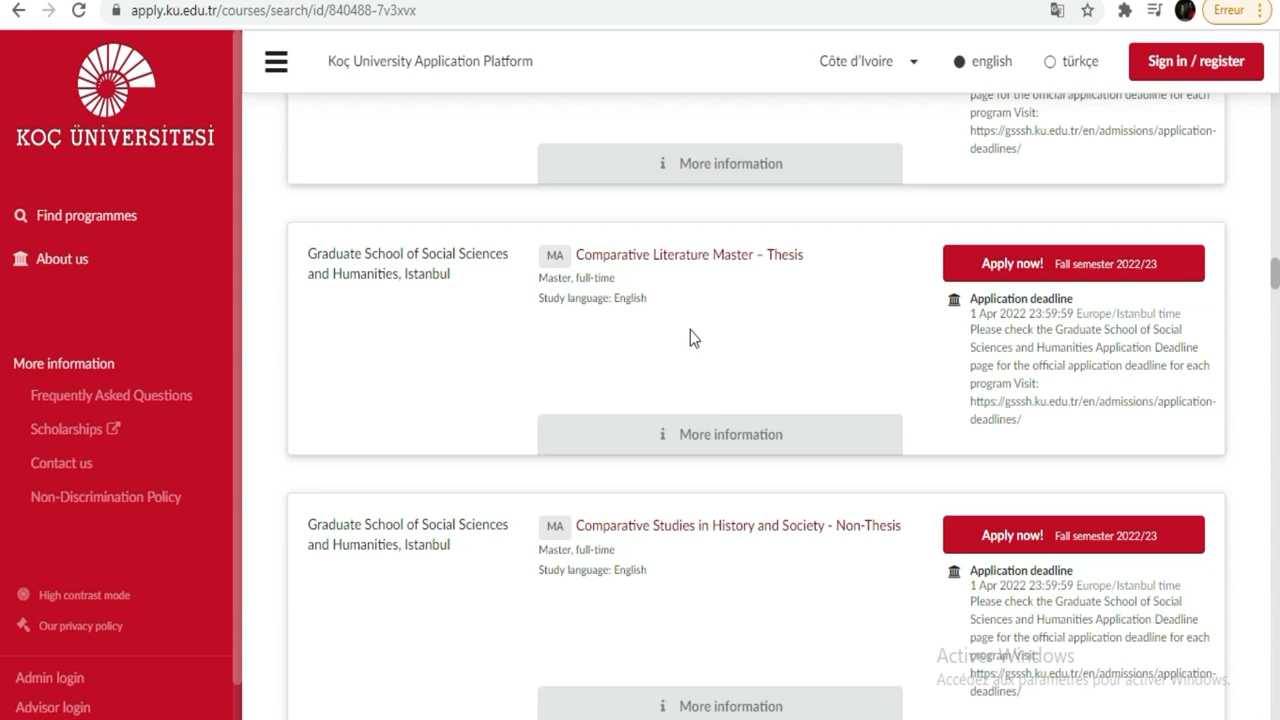 apply.ku.edu.tr/courses/search/id/840488-7v3xvx
Erreur
KOÇ ÜNİVERSİTESİ
Find programmes
About us
More information
Frequently Asked Questions
Scholarships
Contact us
Non-Discrimination Policy
High contrast mode
Our privacy policy
Admin login
Advisor login
Koç University Application Platform
Côte d'Ivoire
english
türkçe
Sign in / register
page for the official application deadline for each
program Visit:
https://gsssh.ku.edu.tr/en/admissions/application-
deadlines/
More information
Graduate School of Social Sciences
and Humanities, Istanbul
MA Comparative Literature Master – Thesis
Master, full-time
Study language: English
Apply now! Fall semester 2022/23
Application deadline
1 Apr 2022 23:59:59 Europe/Istanbul time
Please check the Graduate School of Social
Sciences and Humanities Application Deadline
page for the official application deadline for each
program Visit:
https://gsssh.ku.edu.tr/en/admissions/application-
deadlines/
More information
Graduate School of Social Sciences
and Humanities, Istanbul
MA Comparative Studies in History and Society - Non-Thesis
Master, full-time
Study language: English
Apply now! Fall semester 2022/23
Application deadline
1 Apr 2022 23:59:59 Europe/Istanbul time
Please check the Graduate School of Social
Sciences and Humanities Application Deadline
page for the official application deadline for each
program Visit:
https://gsssh.ku.edu.tr/en/admissions/application-
deadlines/
More information
Activer Windows
Accédez aux paramètres pour activer Windows.